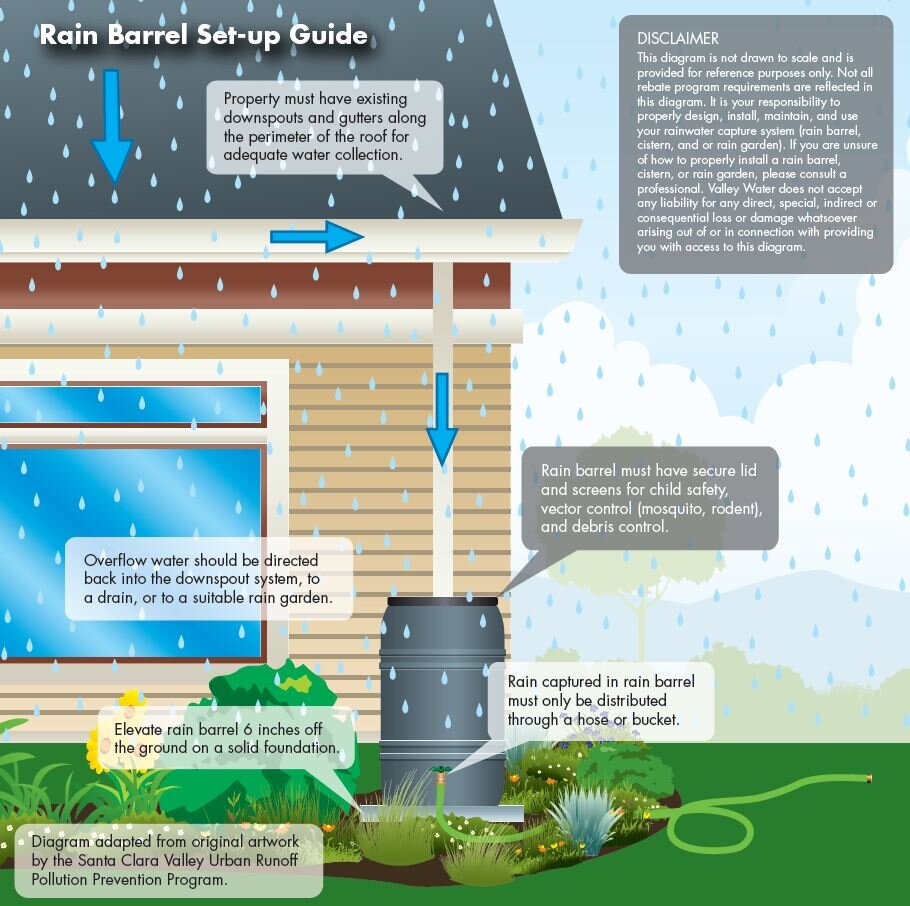 Rain Barrel Set-up Guide
DISCLAIMER
This diagram is not drawn to scale and is
provided for reference purposes only. Not all
rebate program requirements are reflected in
this diagram. It is your responsibility to
properly design, install, maintain, and use
your rainwater capture system (rain barrel,
cistern, and or rain garden). If you are unsure
of how to properly install a rain barrel,
cistern, or rain garden, please consult a
professional. Valley Water does not accept
any liability for any direct, special, indirect or
consequential loss or damage whatsoever
arising out of or in connection with providing
you with access to this diagram.
Property must have existing
downspouts and gutters along
the perimeter of the roof for
adequate water collection.
Rain barrel must have secure lid
and screens for child safety,
vector control (mosquito, rodent),
and debris control.
Overflow water should be directed
back into the downspout system, to
a drain, or to a suitable rain garden.
Rain captured in rain barrel
must only be distributed
through a hose or bucket.
Elevate rain barrel 6 inches off
the ground on a solid foundation.
Diagram adapted from original artwork
by the Santa Clara Valley Urban Runoff
Pollution Prevention Program.